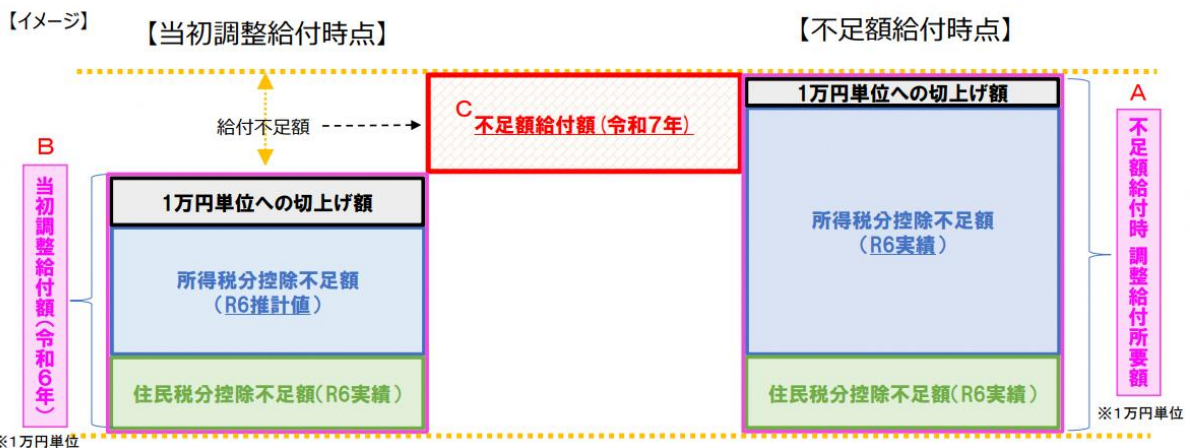 【イメージ】
【当初調整給付時点】
【不足額給付時点】
給付不足額
C
不足額給付額(令和7年)
1万円単位への切上げ額
A
B
不足額給付時 調整給付所要額
当初調整給付額(令和6年)
1万円単位への切上げ額
所得税分控除不足額
(R6実績)
所得税分控除不足額
(R6推計値)
住民税分控除不足額(R6実績)
住民税分控除不足額(R6実績)
※1万円単位
※1万円単位